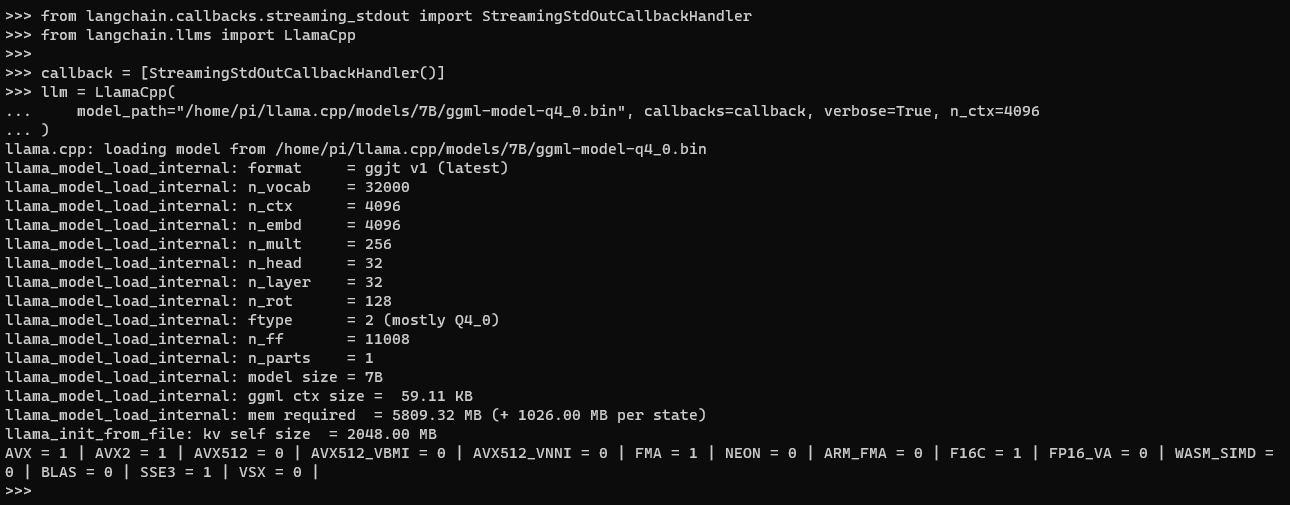 >>> from langchain.callbacks.streaming_stdout import StreamingStdOutCallbackHandler
>>> from langchain.llms import LlamaCpp
>>>
>>> callback = [StreamingStdOutCallbackHandler()]
>>> llm = LlamaCpp(
...     model_path="/home/pi/llama.cpp/models/7B/ggml-model-q4_0.bin", callbacks=callback, verbose=True, n_ctx=4096
... )
llama.cpp: loading model from /home/pi/llama.cpp/models/7B/ggml-model-q4_0.bin
llama_model_load_internal: format     = ggjt v1 (latest)
llama_model_load_internal: n_vocab    = 32000
llama_model_load_internal: n_ctx      = 4096
llama_model_load_internal: n_embd     = 4096
llama_model_load_internal: n_mult     = 256
llama_model_load_internal: n_head     = 32
llama_model_load_internal: n_layer    = 32
llama_model_load_internal: n_rot      = 128
llama_model_load_internal: ftype      = 2 (mostly Q4_0)
llama_model_load_internal: n_ff       = 11008
llama_model_load_internal: n_parts    = 1
llama_model_load_internal: model size = 7B
llama_model_load_internal: ggml ctx size =  59.11 KB
llama_model_load_internal: mem required  = 5809.32 MB (+ 1026.00 MB per state)
llama_init_from_file: kv self size  = 2048.00 MB
AVX = 1 | AVX2 = 1 | AVX512 = 0 | AVX512_VBMI = 0 | AVX512_VNNI = 0 | FMA = 1 | NEON = 0 | ARM_FMA = 0 | F16C = 1 | FP16_VA = 0 | WASM_SIMD =
0 | BLAS = 0 | SSE3 = 1 | VSX = 0 |
>>>